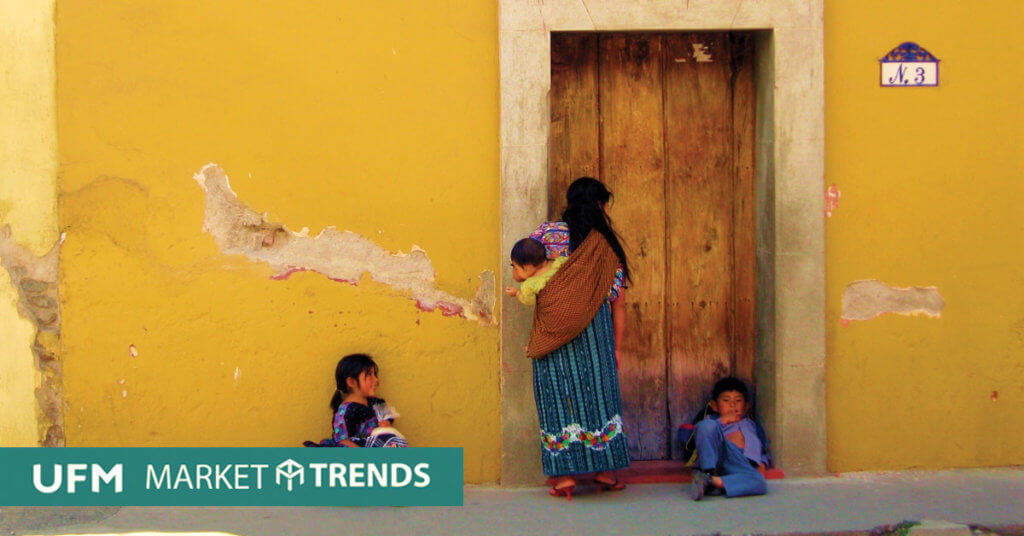 N. 3
UFM MARKET TRENDS